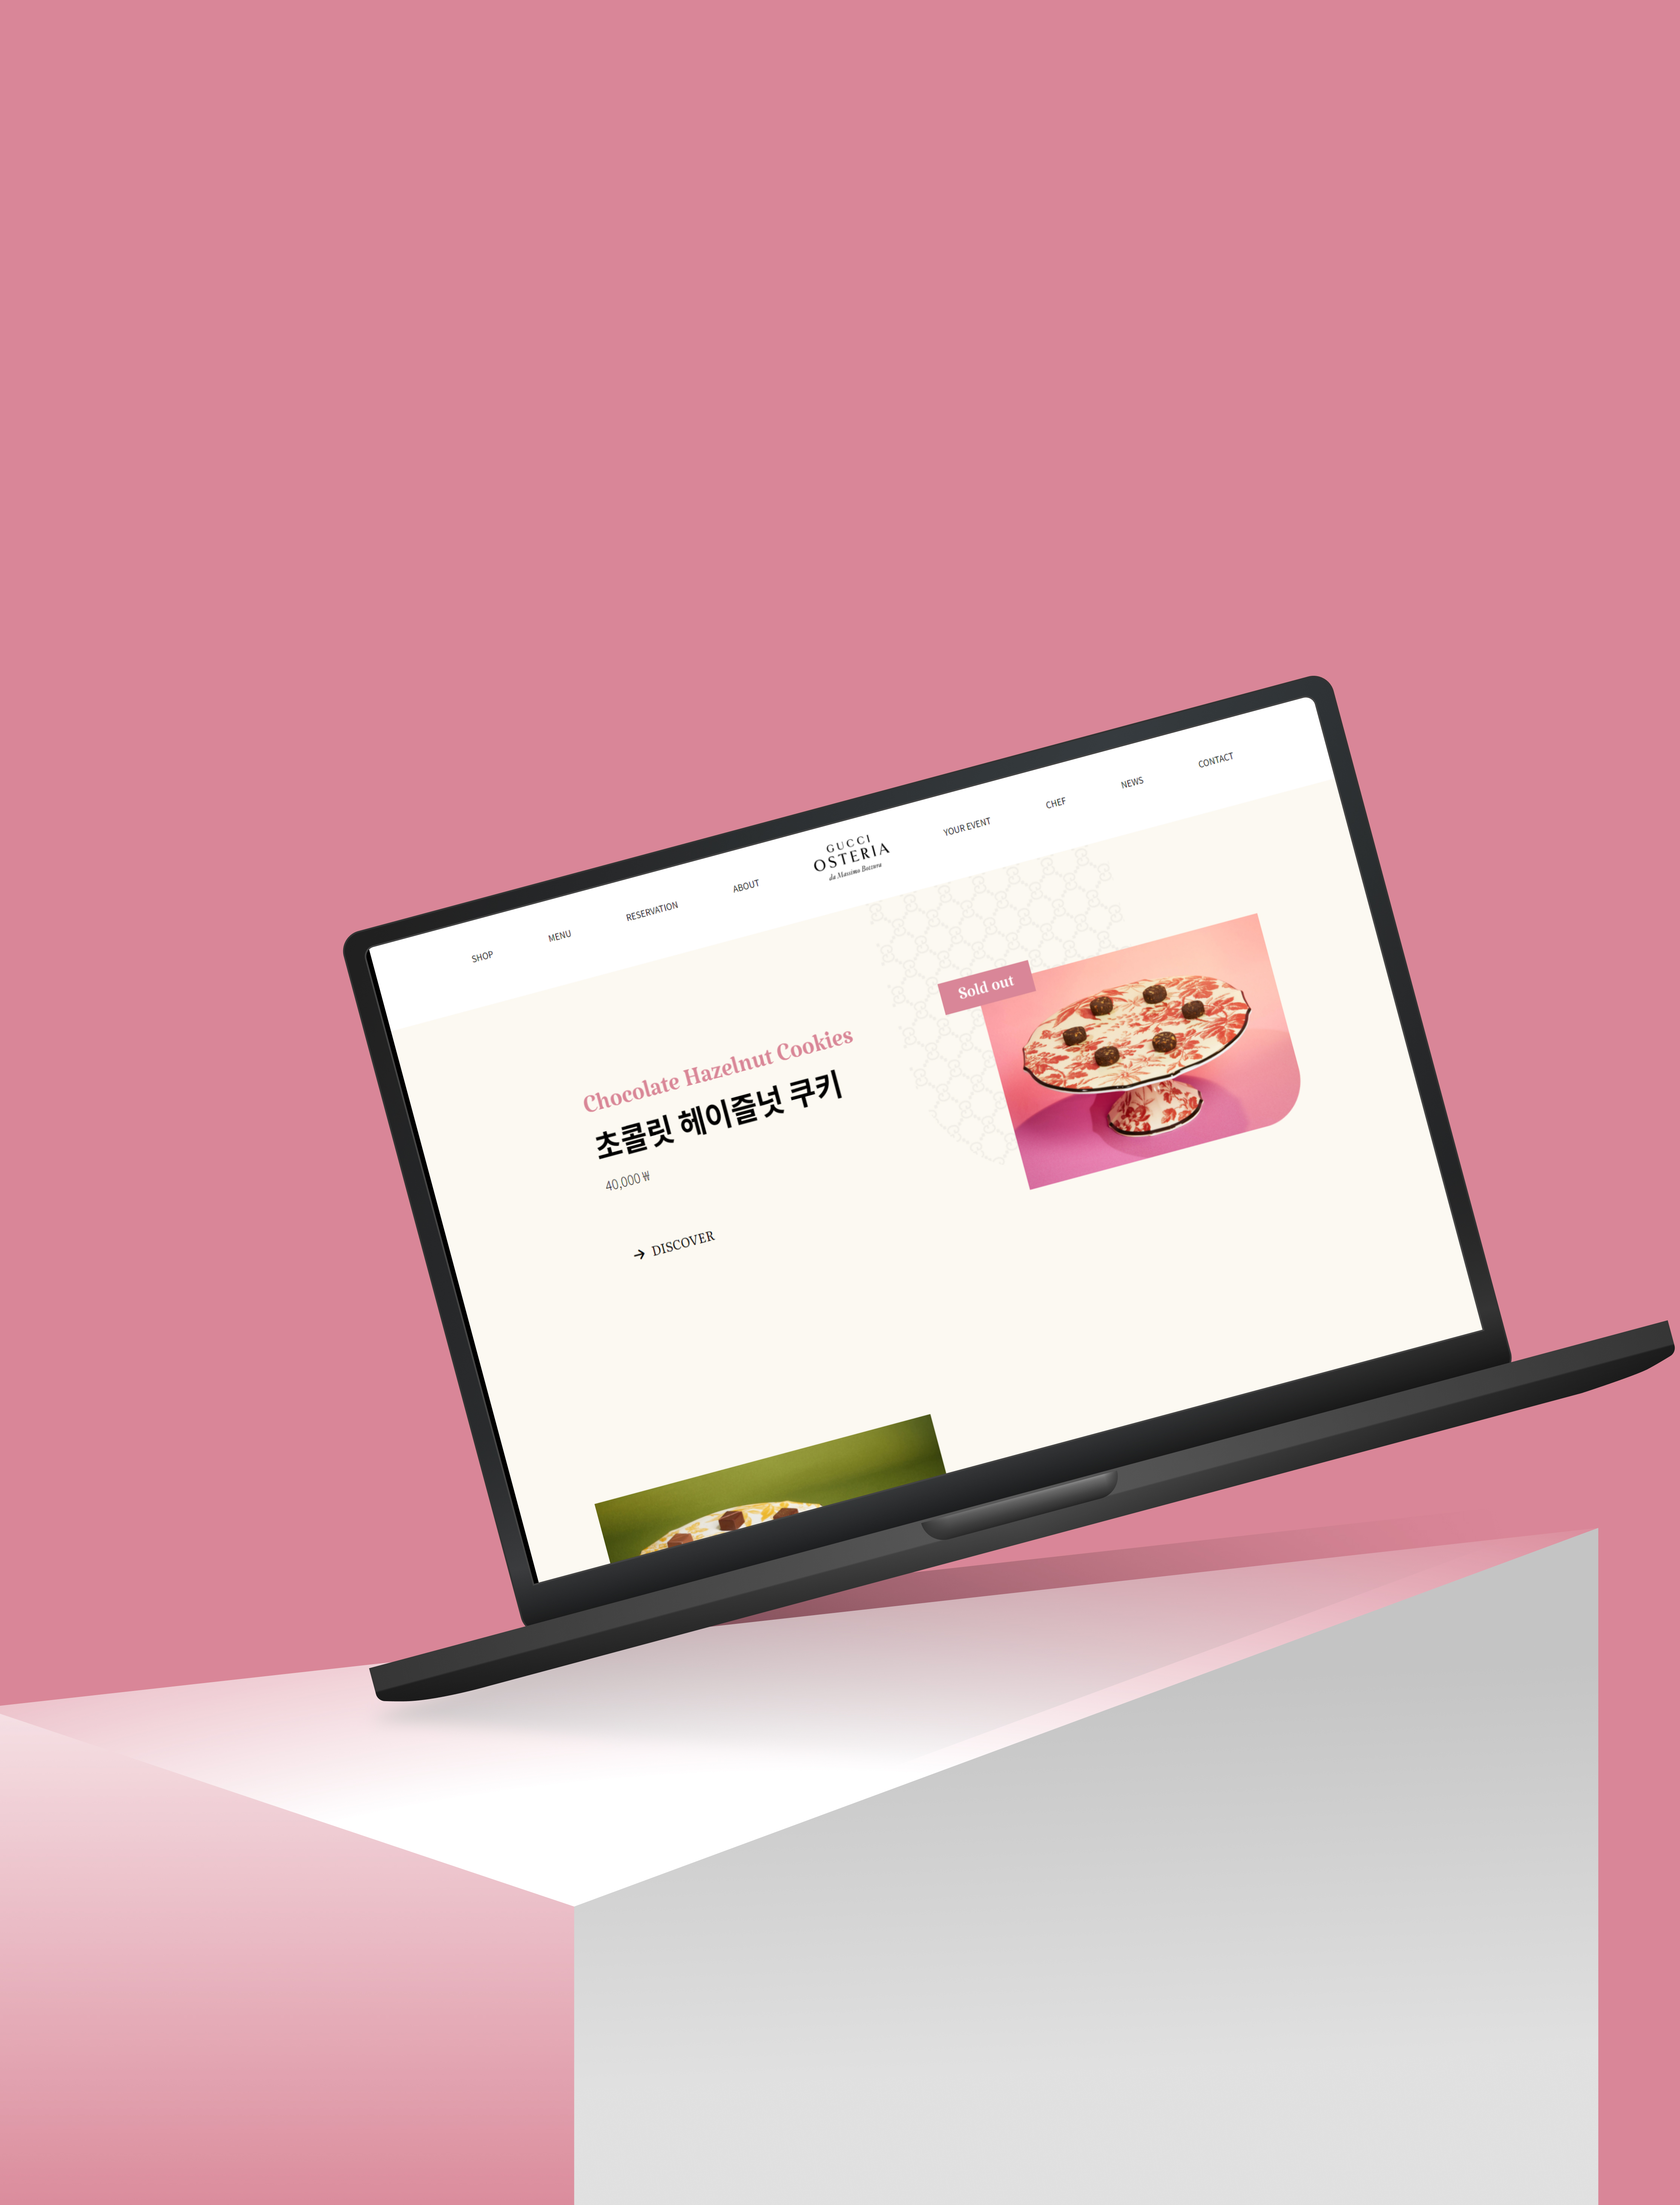 SHOP
MENU
RESERVATION
ABOUT
GUCCI
OSTERIA
da Massimo Bottura
YOUR EVENT
CHEF
NEWS
CONTACT
Sold out
Chocolate Hazelnut Cookies
초콜릿 헤이즐넛 쿠키
40,000 ₩
→ DISCOVER